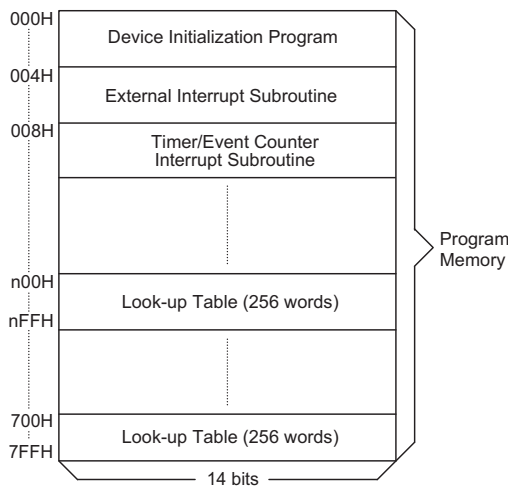 000H
Device Initialization Program
004H
External Interrupt Subroutine
008H
Timer/Event Counter
Interrupt Subroutine
Program
Memory
n00H
Look-up Table (256 words)
nFFH
700H
Look-up Table (256 words)
7FFH
14 bits